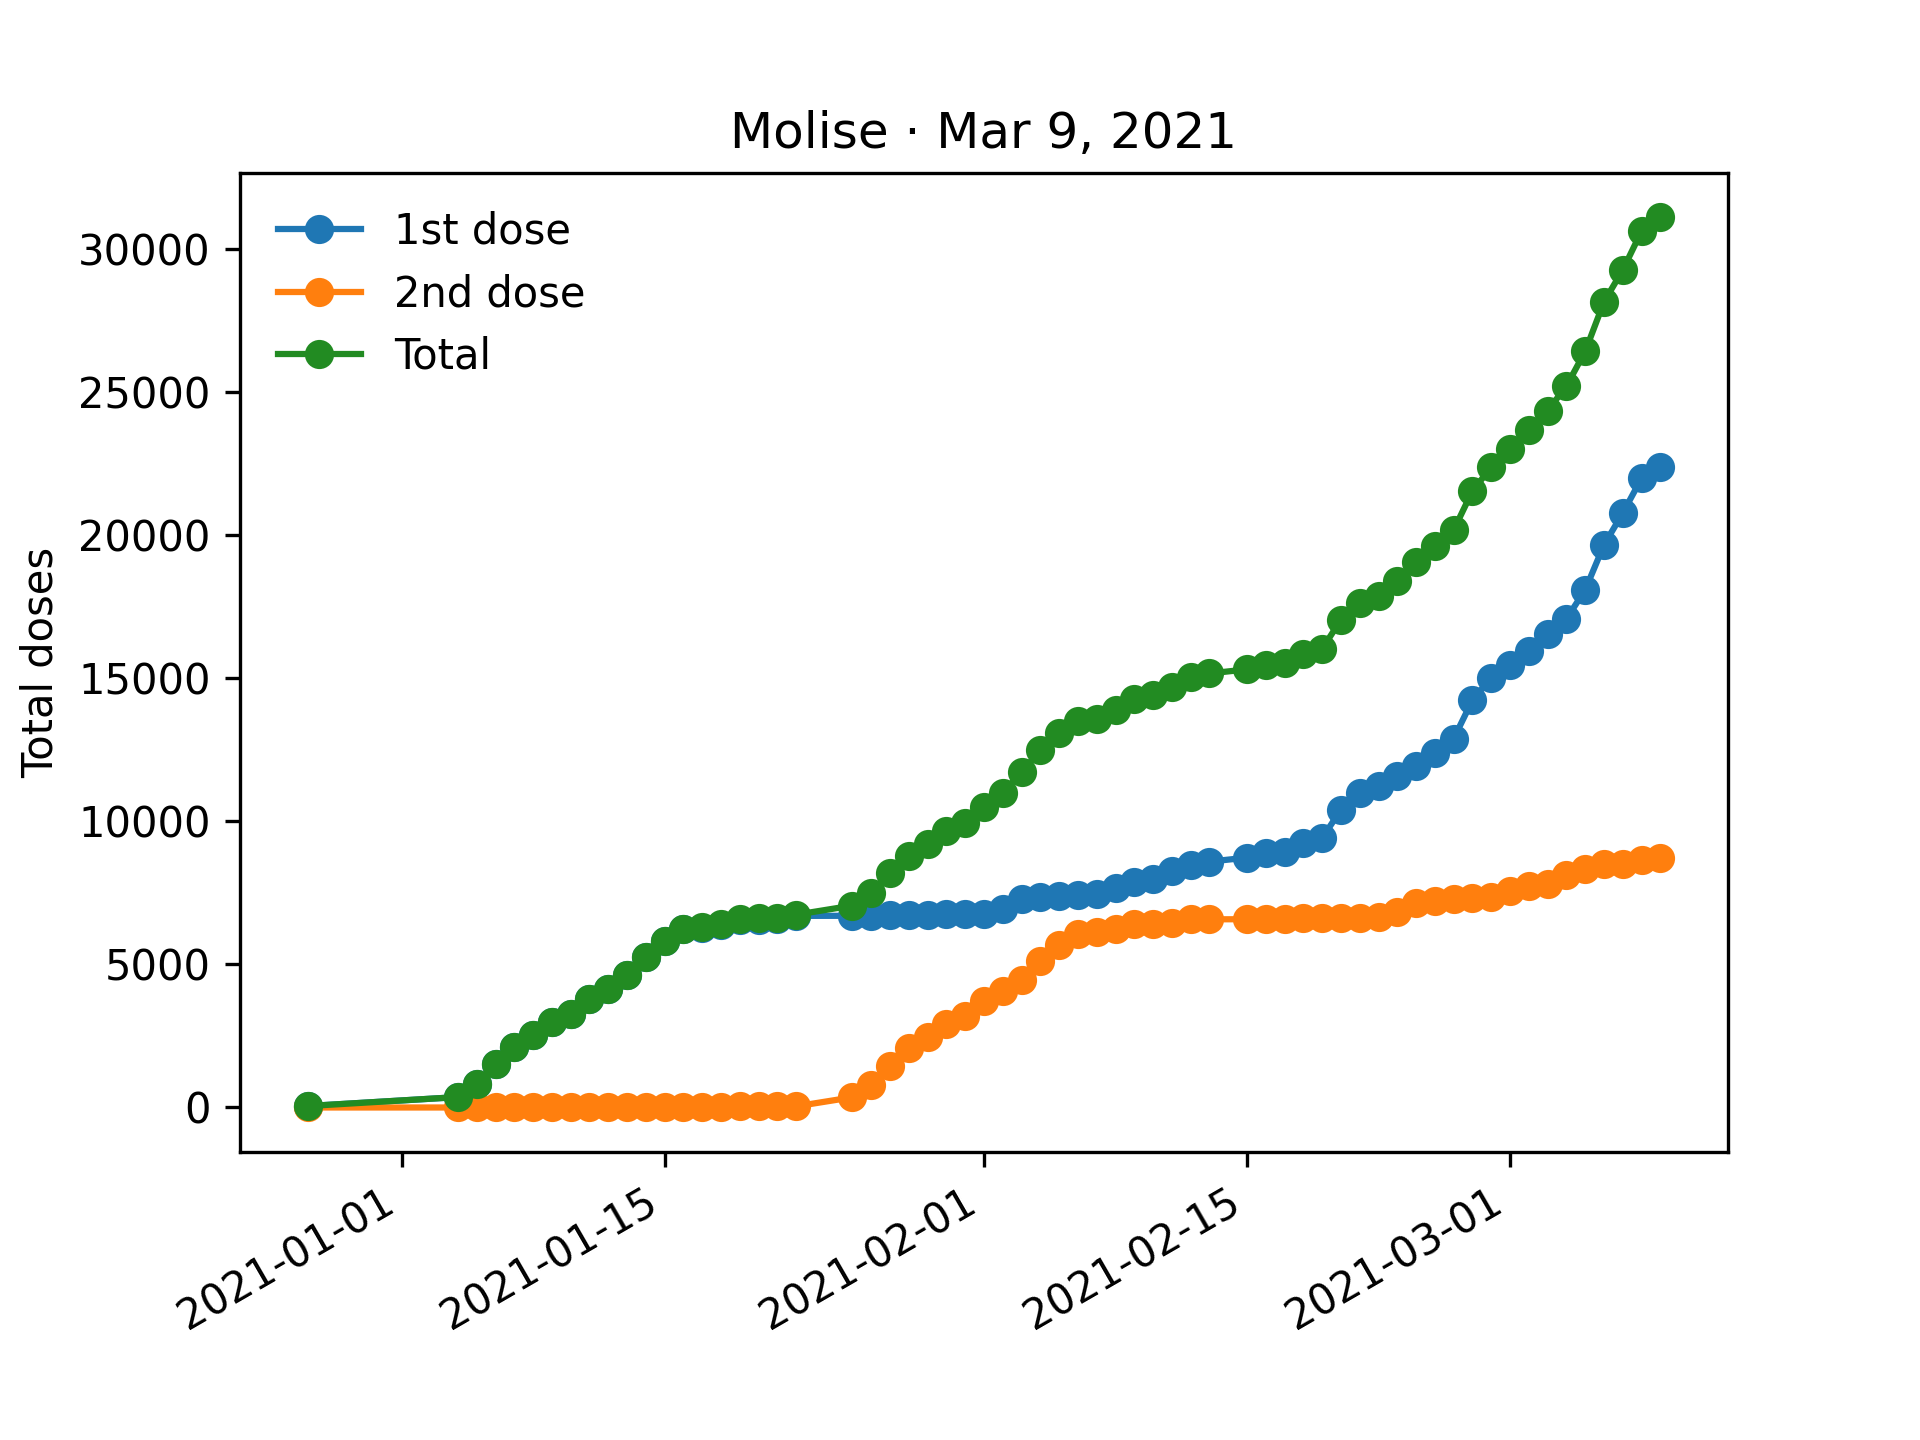 Molise · Mar 9, 2021
1st dose
2nd dose
Total
Total doses
30000
25000
20000
15000
10000
5000
0
2021-01-01
2021-01-15
2021-02-01
2021-02-15
2021-03-01